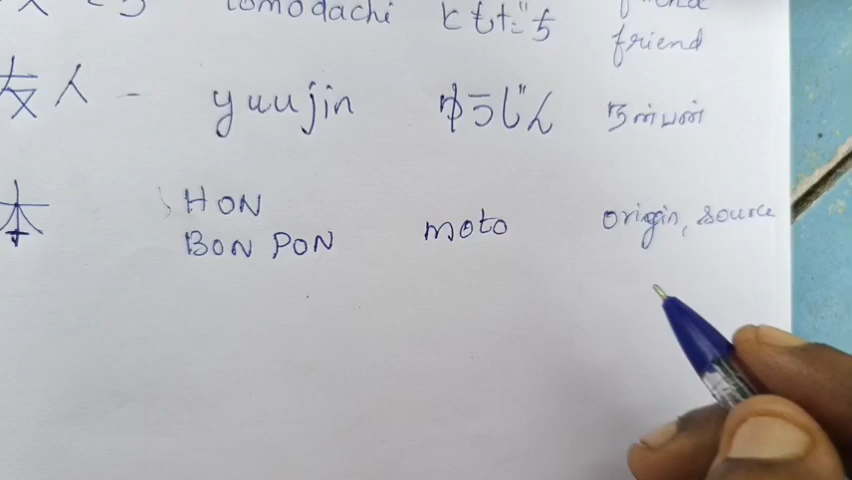 tomodachi ともだち
friend
友人 - yuujin ゆうじん நண்பன்
本 HON moto origin, source
BON PON